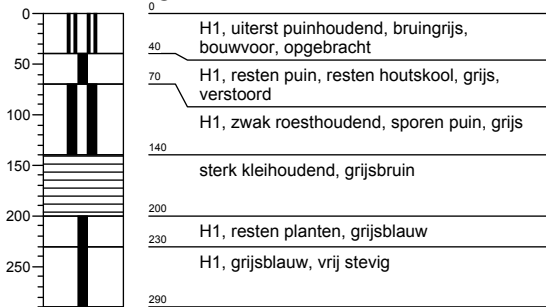 0
0
H1, uiterst puinhoudend, bruingrijs,
bouwvoor, opgebracht
40
50
H1, resten puin, resten houtskool, grijs,
verstoord
70
100
H1, zwak roesthoudend, sporen puin, grijs
140
150
sterk kleihoudend, grijsbruin
200
200
H1, resten planten, grijsblauw
230
250
H1, grijsblauw, vrij stevig
290